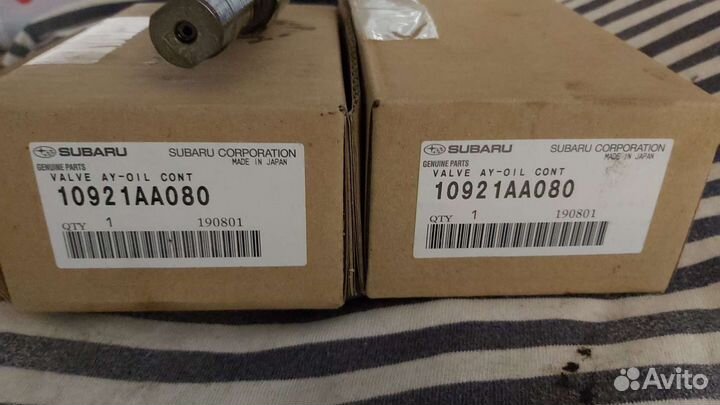 SUBARU SUBARU CORPORATION
GENUINE PARTS MADE IN JAPAN
VALVE AY-OIL CONT
10921AA080
QTY 1 190801
SUBARU SUBARU CORPORATION
GENUINE PARTS MADE IN JAPAN
VALVE AY-OIL CONT
10921AA080
QTY 1 190801
Avito